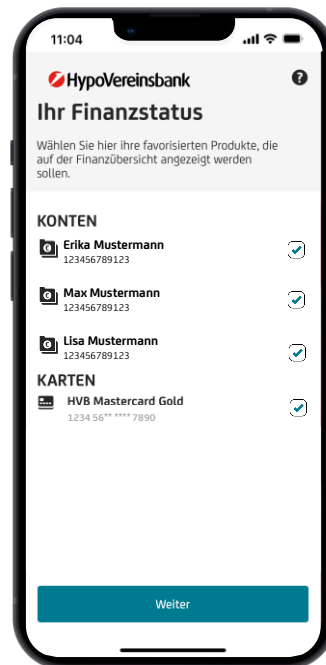 11:04
HypoVereinsbank
?
Ihr Finanzstatus
Wählen Sie hier ihre favorisierten Produkte, die
auf der Finanzübersicht angezeigt werden
sollen.
KONTEN
€ Erika Mustermann
123456789123
€ Max Mustermann
123456789123
€ Lisa Mustermann
123456789123
KARTEN
HVB Mastercard Gold
1234 56** **** 7890
Weiter